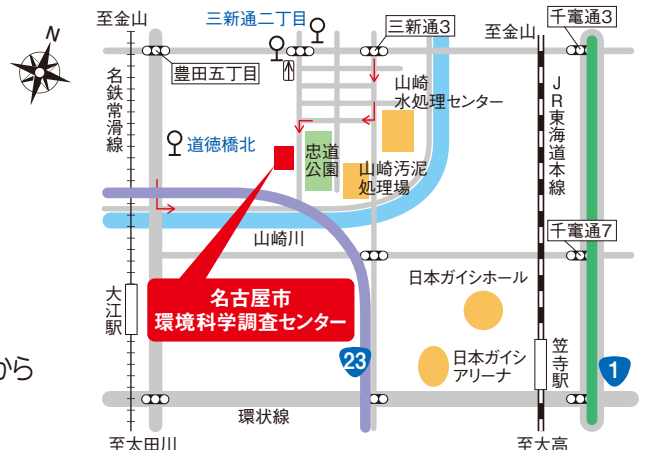 至金山
三新通二丁目
三新通3
至金山
千竃通3
N
豊田五丁目
名鉄常滑線
山崎
水処理センター
JR東海道本線
道徳橋北
忠道
公園
山崎汚泥
処理場
山崎川
千竃通7
大江駅
名古屋市
環境科学調査センター
日本ガイシホール
日本ガイシ
アリーナ
笠寺駅
23
1
から
環状線
至太田川
至大高